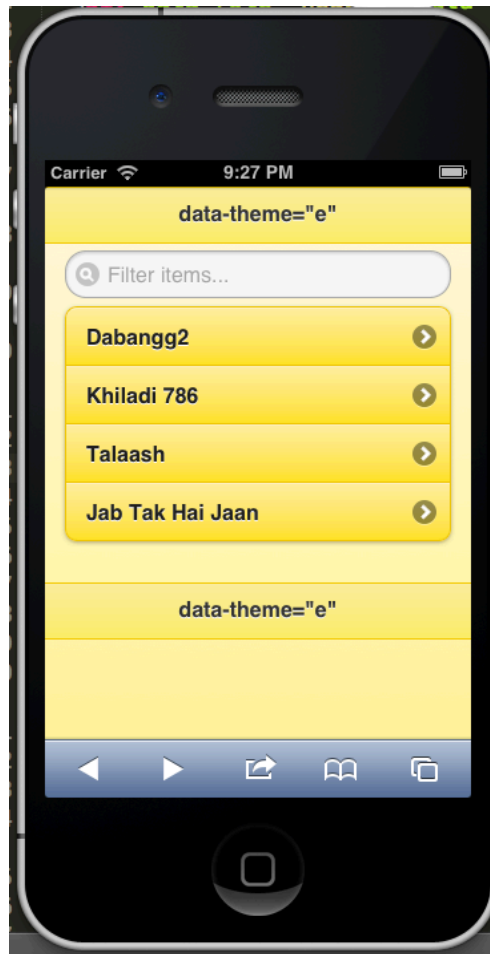 Carrier 9:27 PM
data-theme="e"
Filter items...
Dabangg2
Khiladi 786
Talaash
Jab Tak Hai Jaan
data-theme="e"